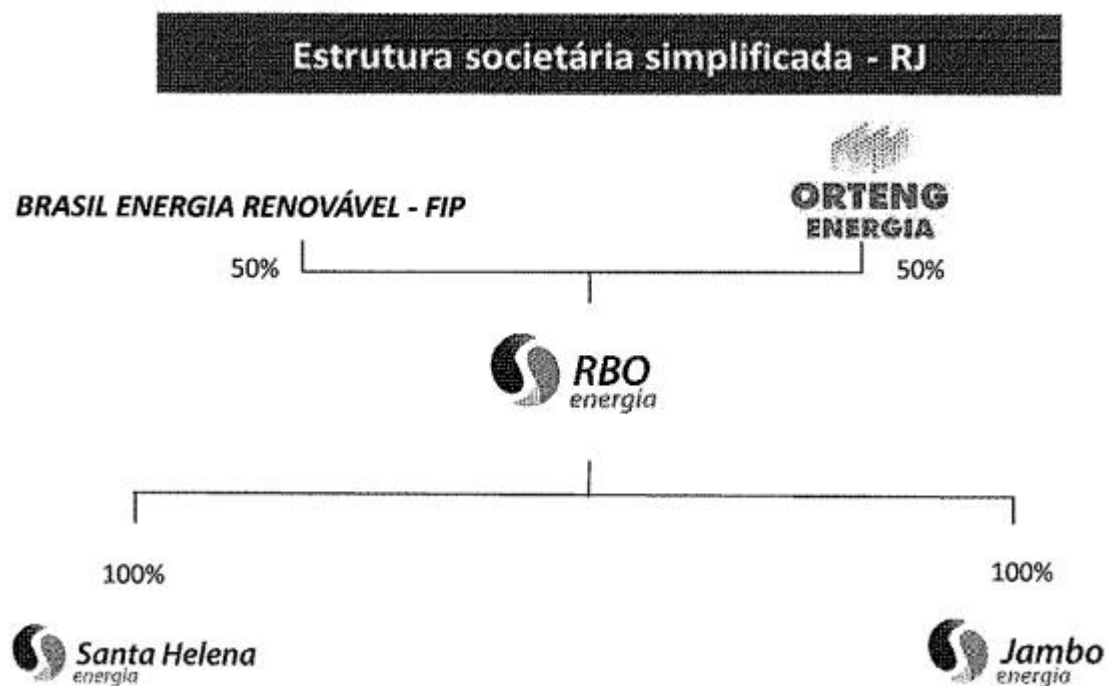 Estrutura societária simplificada - RJ
BRASIL ENERGIA RENOVÁVEL - FIP
ORTENG
ENERGIA
50%
50%
RBO
energia
100%
100%
Santa Helena
energia
Jambo
energia